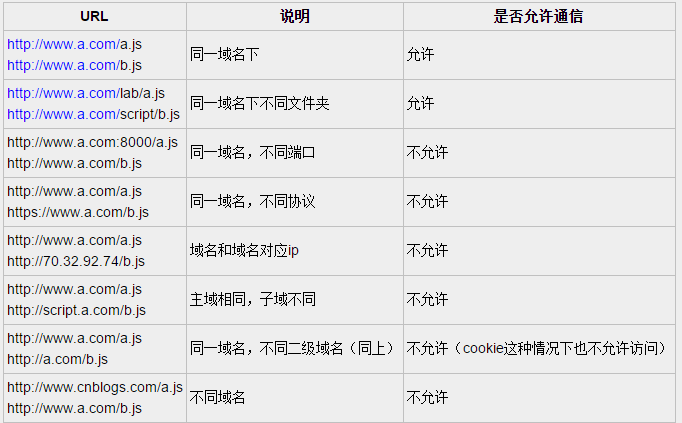 URL 说明 是否允许通信
http://www.a.com/a.js
http://www.a.com/b.js
同一域名下
允许
http://www.a.com/lab/a.js
http://www.a.com/script/b.js
同一域名下不同文件夹
允许
http://www.a.com:8000/a.js
http://www.a.com/b.js
同一域名，不同端口
不允许
http://www.a.com/a.js
https://www.a.com/b.js
同一域名，不同协议
不允许
http://www.a.com/a.js
http://70.32.92.74/b.js
域名和域名对应ip
不允许
http://www.a.com/a.js
http://script.a.com/b.js
主域相同，子域不同
不允许
http://www.a.com/a.js
http://a.com/b.js
同一域名，不同二级域名（同上）
不允许（cookie这种情况下也不允许访问）
http://www.cnblogs.com/a.js
http://www.a.com/b.js
不同域名
不允许